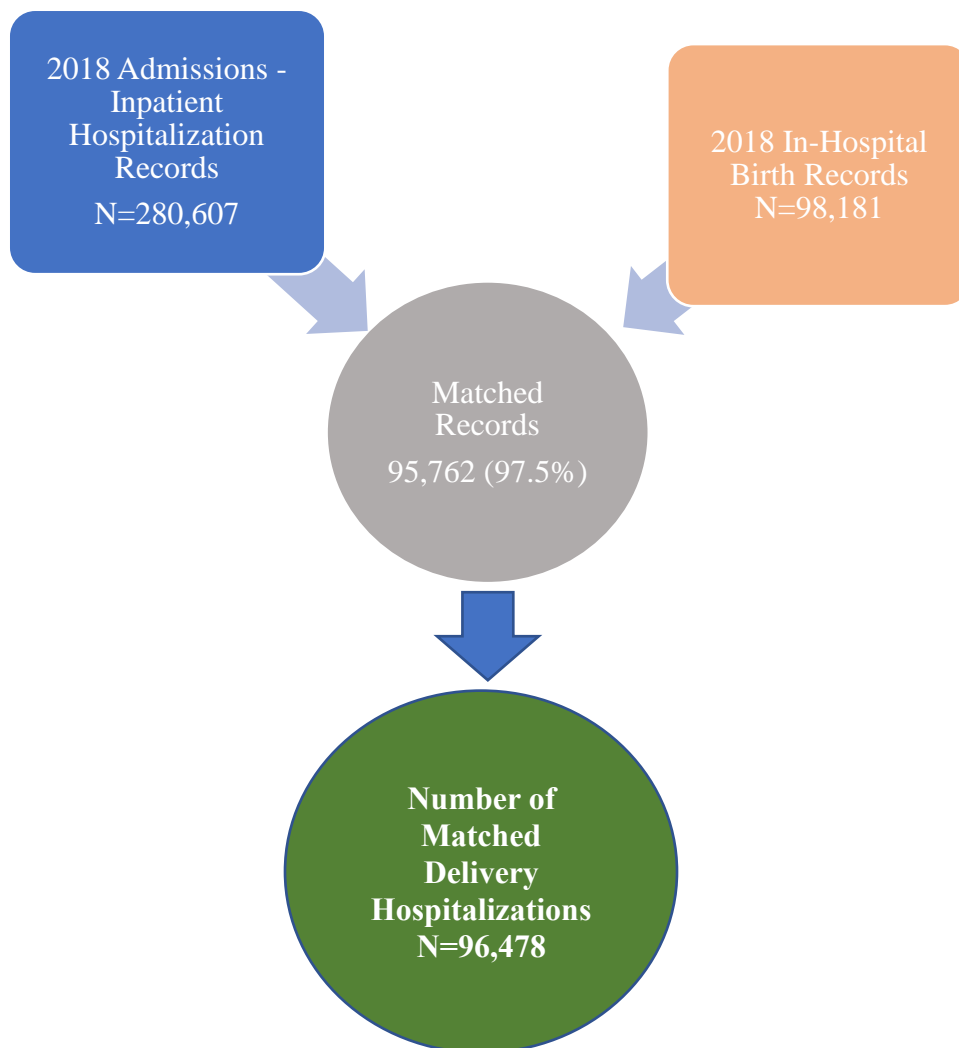 2018 Admissions -
Inpatient
Hospitalization
Records
N=280,607
2018 In-Hospital
Birth Records
N=98,181
Matched
Records
95,762 (97.5%)
Number of
Matched
Delivery
Hospitalizations
N=96,478